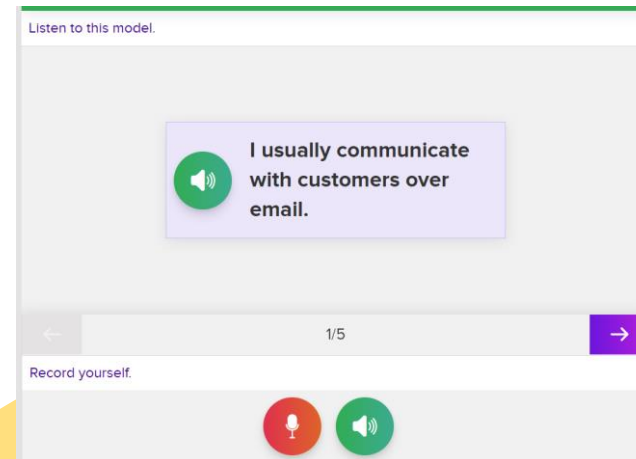 Listen to this model.
I usually communicate
with customers over
email.
1/5
Record yourself.